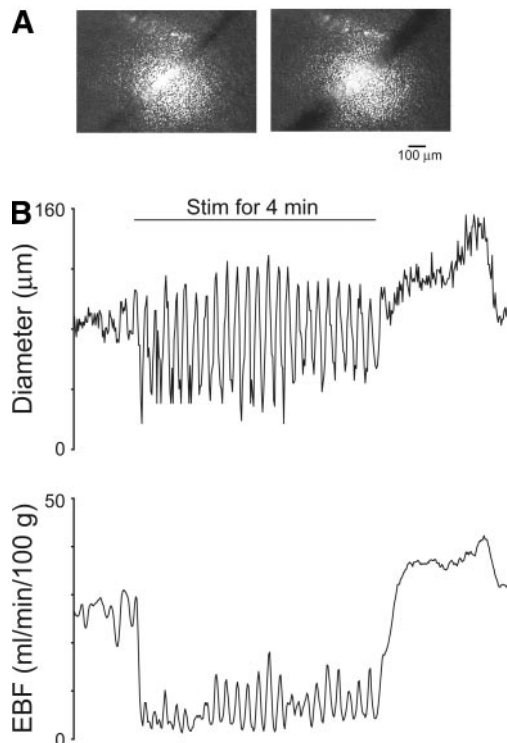 A
100 µm
B
Stim for 4 min
160
Diameter (µm)
0
50
EBF (ml/min/100 g)
0